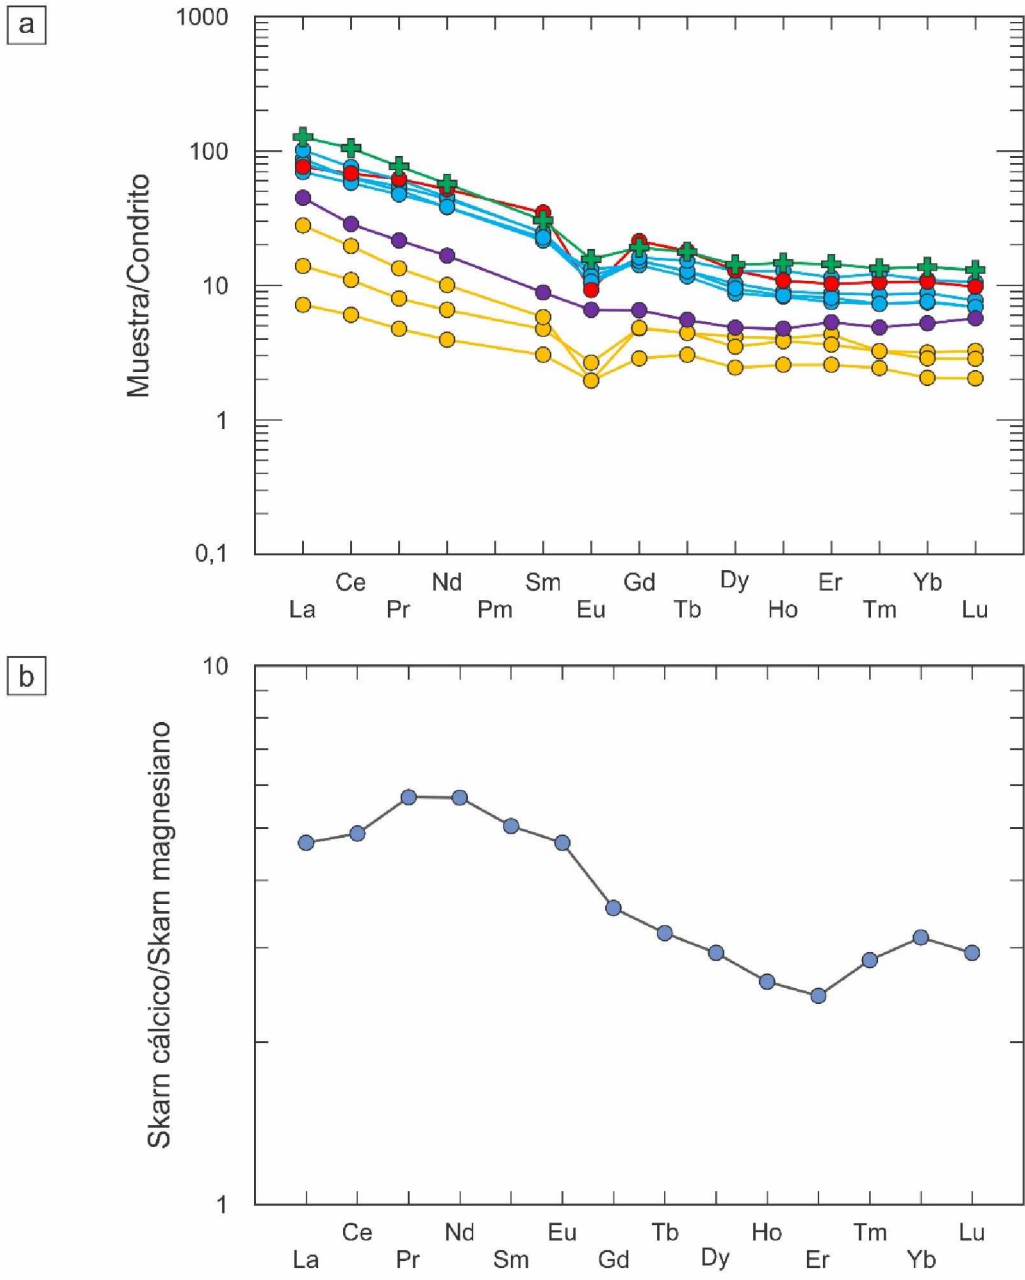 a
1000
100
10
1
0,1
Muestra/Condrito
Ce Nd Sm Gd Dy Er Yb
La Pr Pm Eu Tb Ho Tm Lu
b
10
1
Skarn cálcico/Skarn magnesiano
Ce Nd Eu Tb Ho Tm Lu
La Pr Sm Gd Dy Er Yb